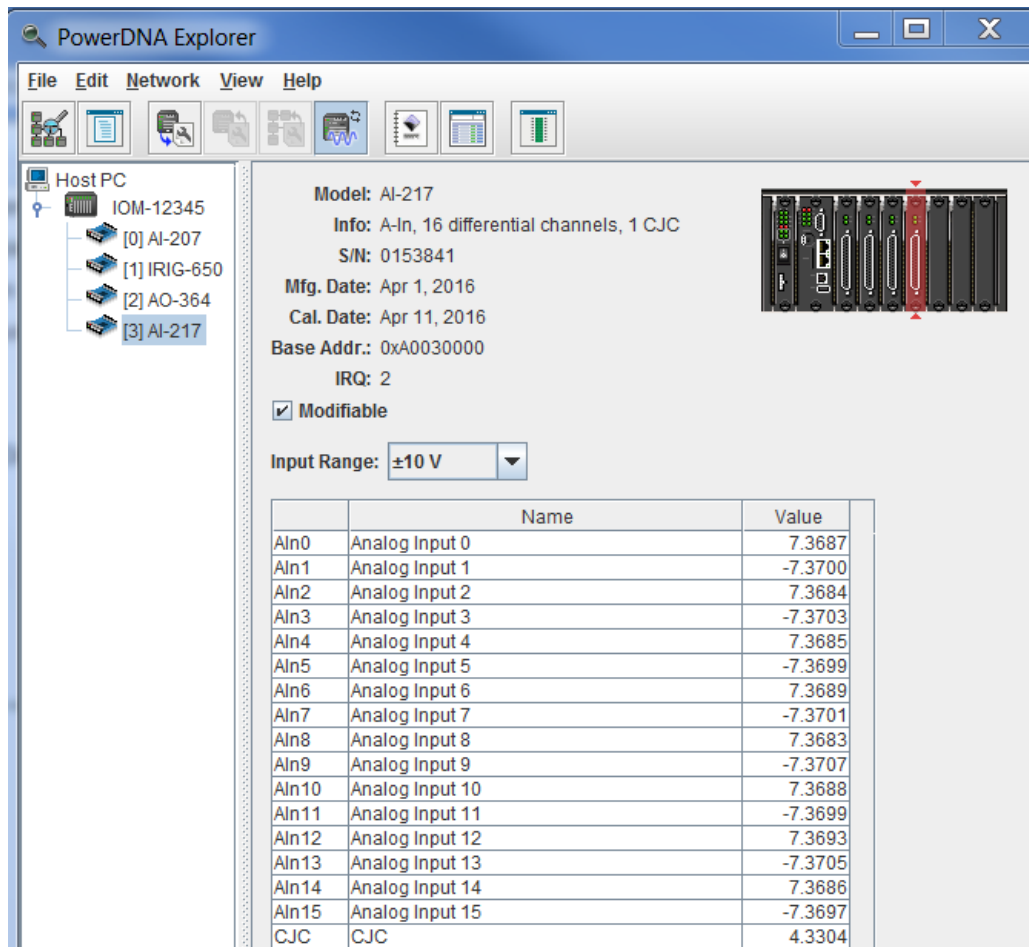 PowerDNA Explorer
File Edit Network View Help
Host PC
IOM-12345
[0] AI-207
[1] IRIG-650
[2] AO-364
[3] AI-217
Model: AI-217
Info: A-In, 16 differential channels, 1 CJC
S/N: 0153841
Mfg. Date: Apr 1, 2016
Cal. Date: Apr 11, 2016
Base Addr.: 0xA0030000
IRQ: 2
Modifiable
Input Range: ±10 V
Name Value
AIn0 Analog Input 0 7.3687
AIn1 Analog Input 1 -7.3700
AIn2 Analog Input 2 7.3684
AIn3 Analog Input 3 -7.3703
AIn4 Analog Input 4 7.3685
AIn5 Analog Input 5 -7.3699
AIn6 Analog Input 6 7.3689
AIn7 Analog Input 7 -7.3701
AIn8 Analog Input 8 7.3683
AIn9 Analog Input 9 -7.3707
AIn10 Analog Input 10 7.3688
AIn11 Analog Input 11 -7.3699
AIn12 Analog Input 12 7.3693
AIn13 Analog Input 13 -7.3705
AIn14 Analog Input 14 7.3686
AIn15 Analog Input 15 -7.3697
CJC CJC 4.3304